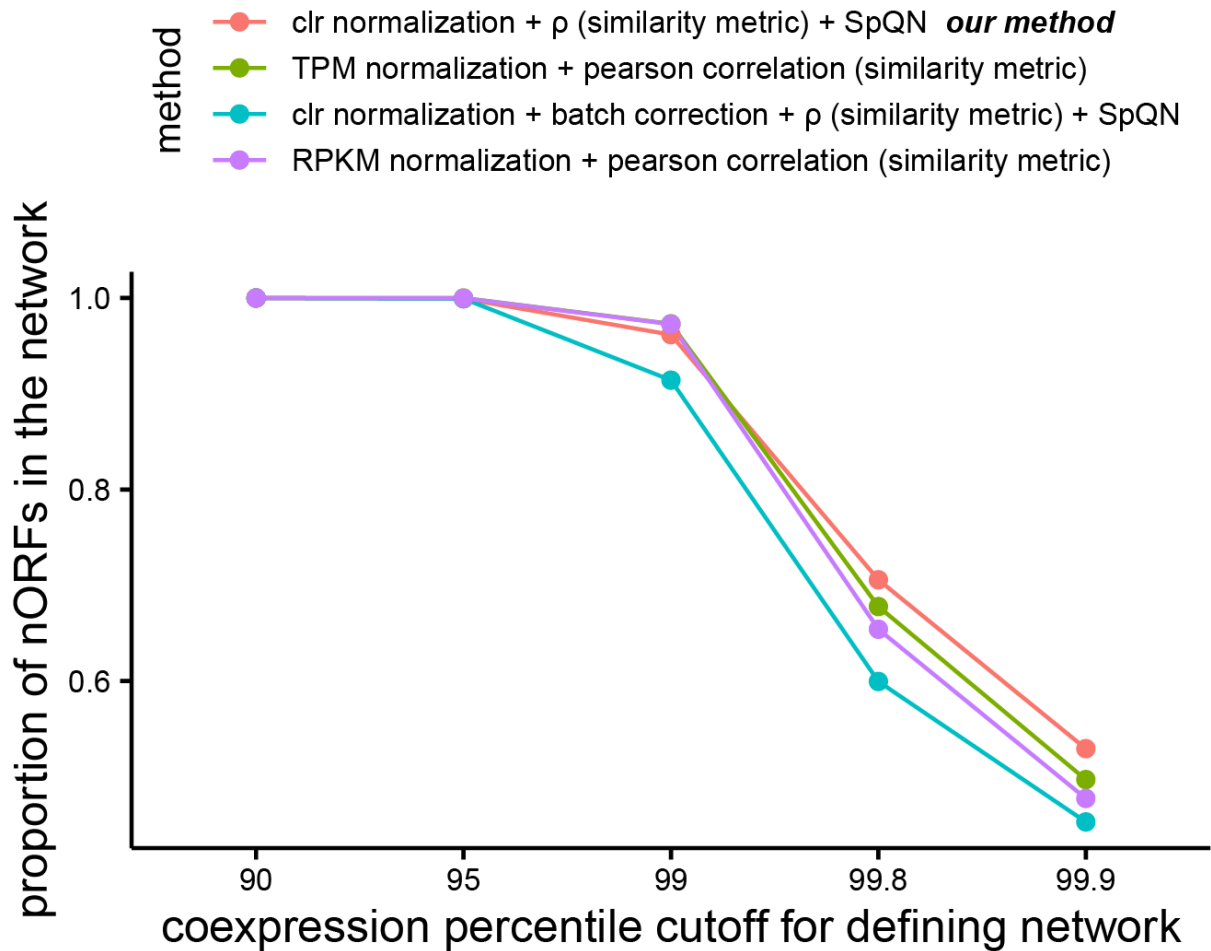 method
clr normalization + ρ (similarity metric) + SpQN our method
TPM normalization + pearson correlation (similarity metric)
clr normalization + batch correction + ρ (similarity metric) + SpQN
RPKM normalization + pearson correlation (similarity metric)
proportion of nORFs in the network
1.0
0.8
0.6
90 95 99 99.8 99.9
coexpression percentile cutoff for defining network